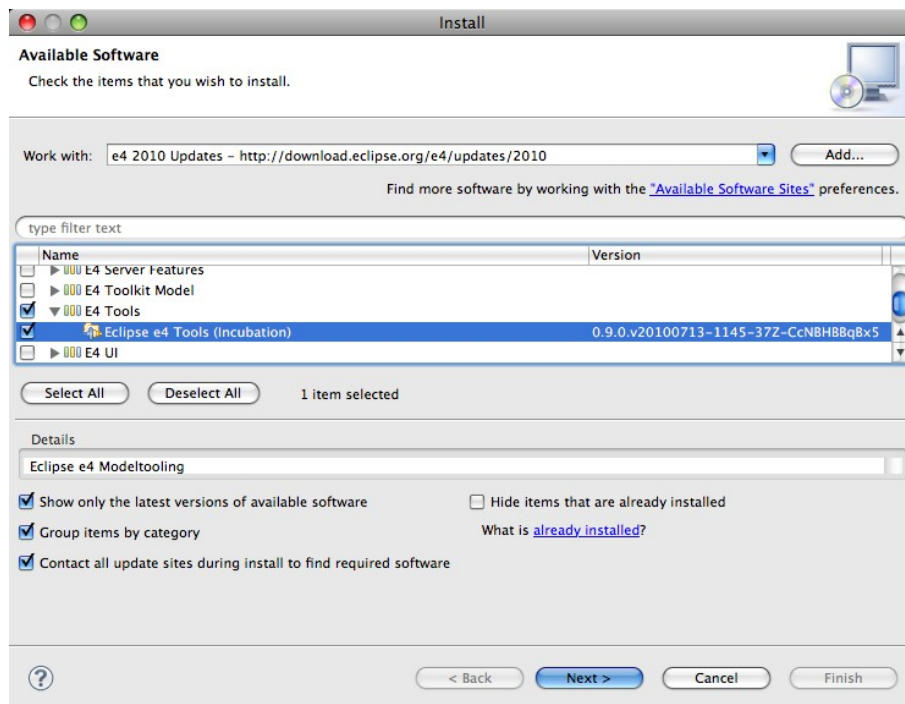 Install
Available Software
Check the items that you wish to install.
Work with: e4 2010 Updates - http://download.eclipse.org/e4/updates/2010 Add...
Find more software by working with the "Available Software Sites" preferences.
type filter text
Name Version
E4 Server Features
E4 Toolkit Model
E4 Tools
Eclipse e4 Tools (Incubation) 0.9.0.v20100713-1145-37Z-CcNBHBBqBx5
E4 UI
Select All Deselect All 1 item selected
Details
Eclipse e4 Modeltooling
Show only the latest versions of available software Hide items that are already installed
Group items by category What is already installed?
Contact all update sites during install to find required software
? < Back Next > Cancel Finish